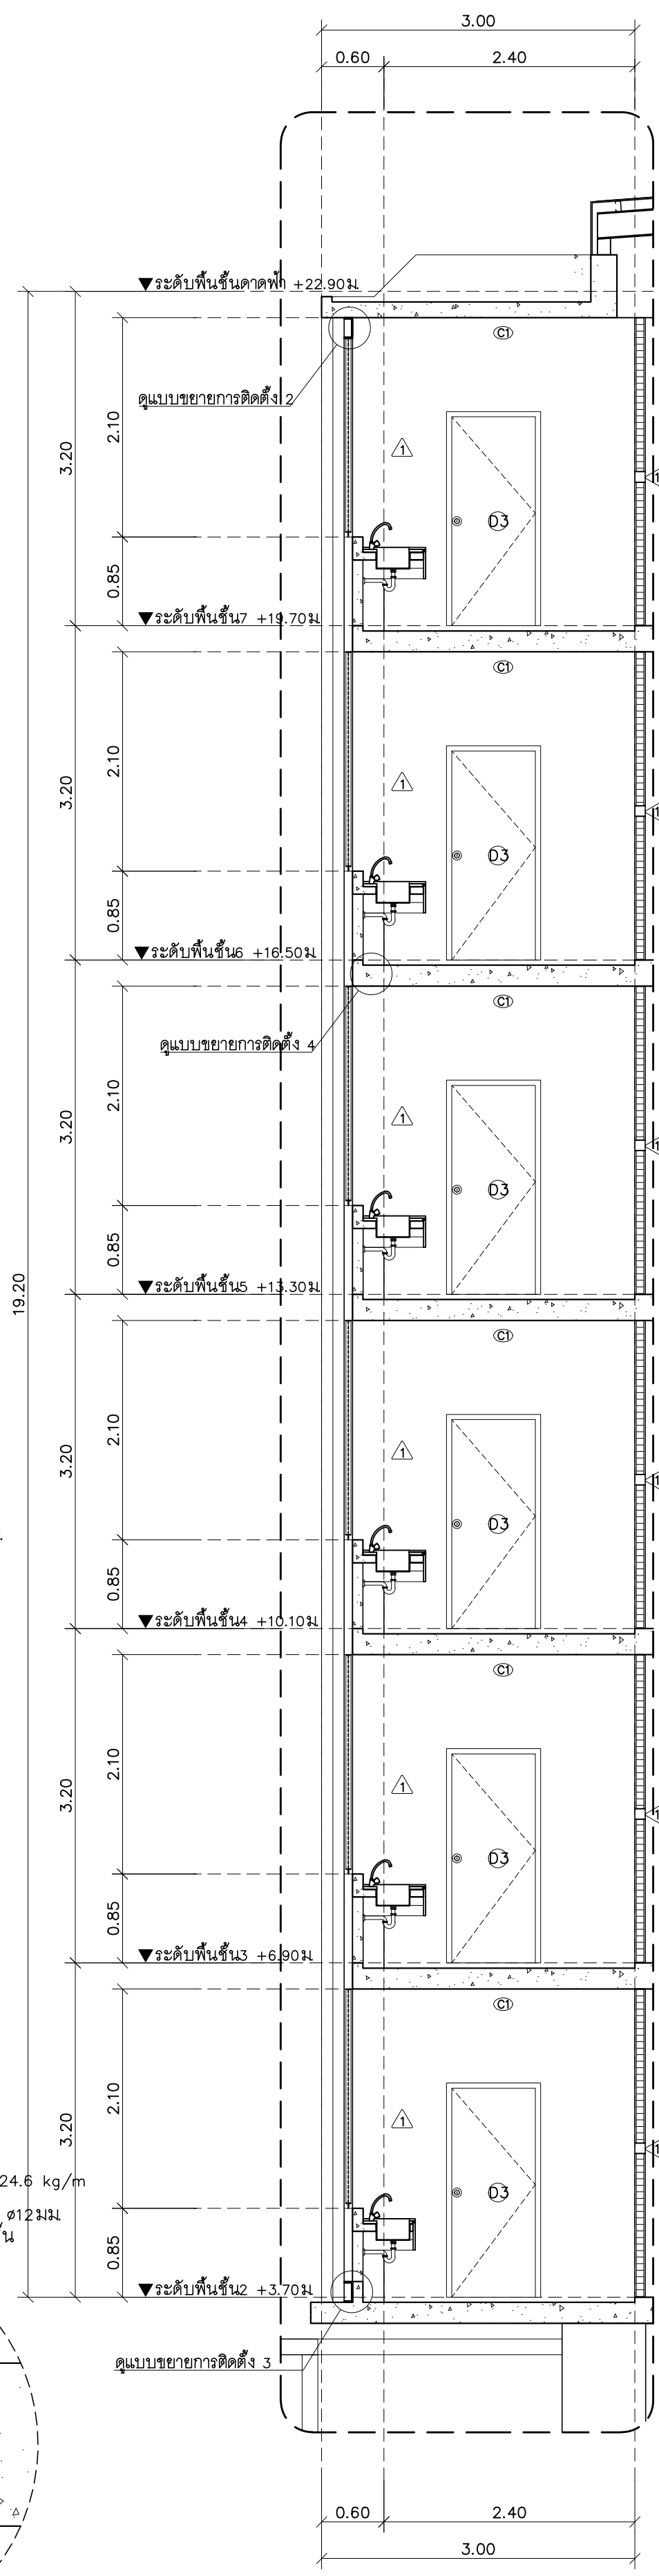 3.00
0.60 2.40
▼ระดับพื้นชั้นดาดฟ้า +22.90ม.
C1
ดูแบบขยายการติดตั้ง 2
2.10
3.20
1
1
D3
0.85
▼ระดับพื้นชั้น7 +19.70ม.
C1
2.10
3.20
1
1
D3
0.85
▼ระดับพื้นชั้น6 +16.50ม.
C1
ดูแบบขยายการติดตั้ง 4
2.10
3.20
1
1
D3
0.85
▼ระดับพื้นชั้น5 +13.30ม.
19.20
C1
2.10
3.20
1
1
D3
0.85
▼ระดับพื้นชั้น4 +10.10ม.
C1
2.10
3.20
1
1
D3
0.85
▼ระดับพื้นชั้น3 +6.90ม.
C1
2.10
3.20
1
1
24.6 kg/m
D3
ø12มม.
0.85
▼ระดับพื้นชั้น2 +3.70ม.
ดูแบบขยายการติดตั้ง 3
0.60 2.40
3.00